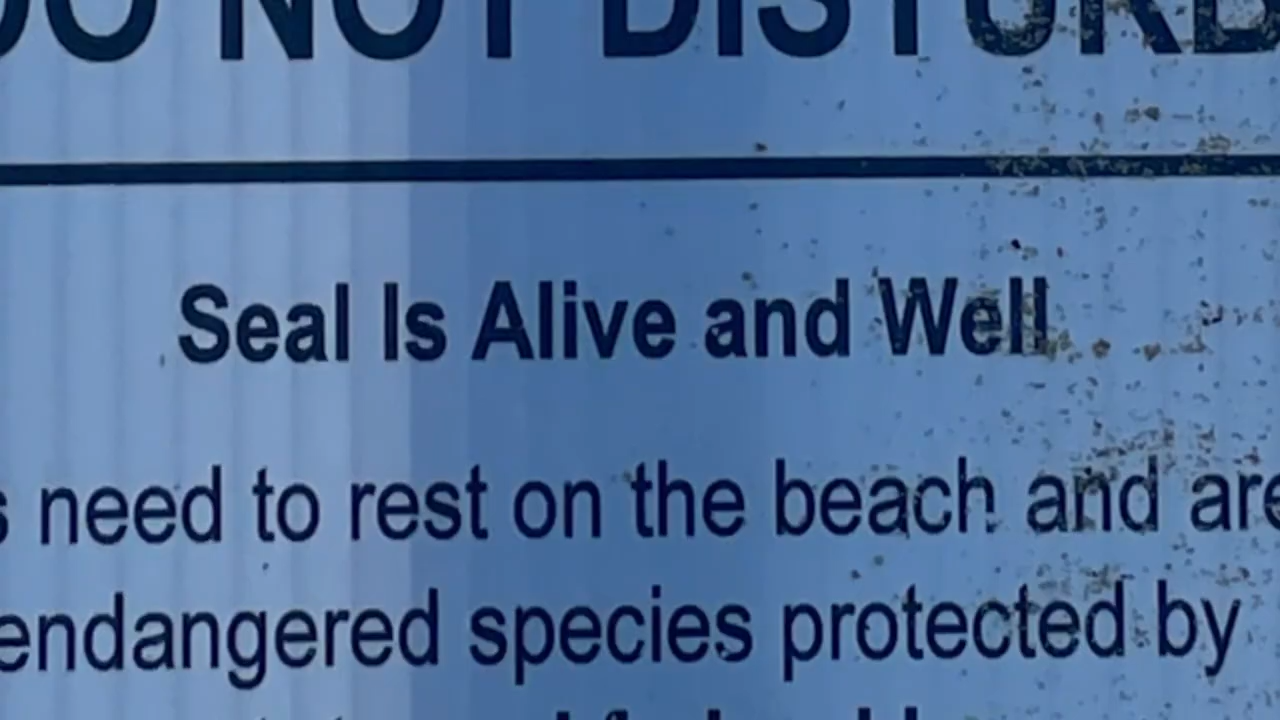 DO NOT DISTURB
Seal Is Alive and Well
need to rest on the beach and are
endangered species protected by